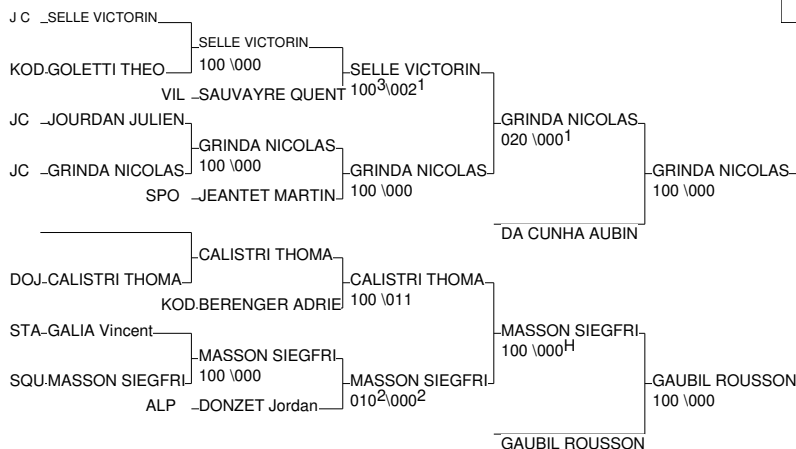 J C SELLE VICTORIN
SELLE VICTORIN
100 \000
KOD GOLETTI THEO
SELLE VICTORIN
100³\002¹
VIL SAUVAYRE QUENT
JC JOURDAN JULIEN
GRINDA NICOLAS
020 \000¹
GRINDA NICOLAS
100 \000
JC GRINDA NICOLAS
GRINDA NICOLAS
100 \000
GRINDA NICOLAS
100 \000
SPO JEANTET MARTIN
DA CUNHA AUBIN
CALISTRI THOMA
DOJ CALISTRI THOMA
CALISTRI THOMA
100 \011
KOD BERENGER ADRIE
STA GALIA Vincent
MASSON SIEGFRI
100 \000ᴴ
MASSON SIEGFRI
100 \000
SQU MASSON SIEGFRI
MASSON SIEGFRI
010²\000²
GAUBIL ROUSSON
100 \000
ALP DONZET Jordan
GAUBIL ROUSSON